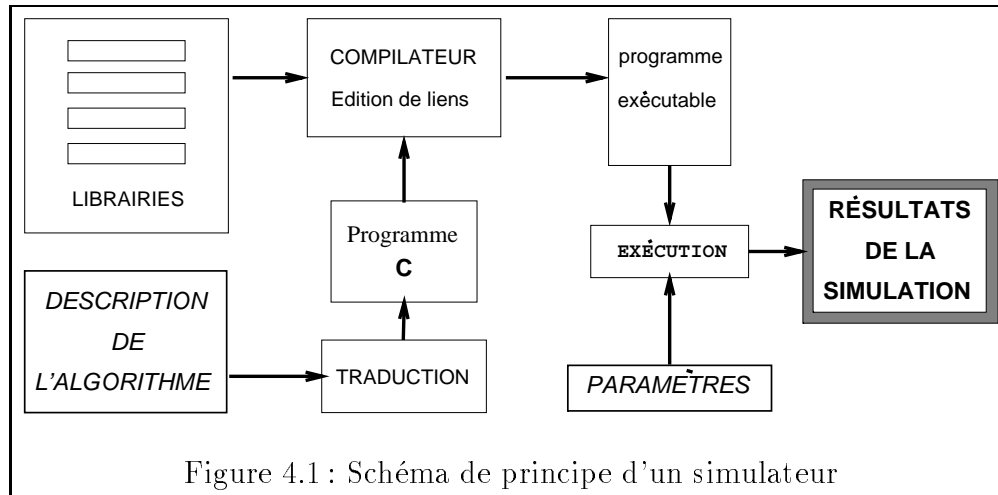 LIBRAIRIES
COMPILATEUR
Edition de liens
programme
exécutable
Programme
C
DESCRIPTION
DE
L'ALGORITHME
TRADUCTION
EXÉCUTION
PARAMÈTRES
RÉSULTATS
DE LA
SIMULATION
Figure 4.1 : Schéma de principe d'un simulateur